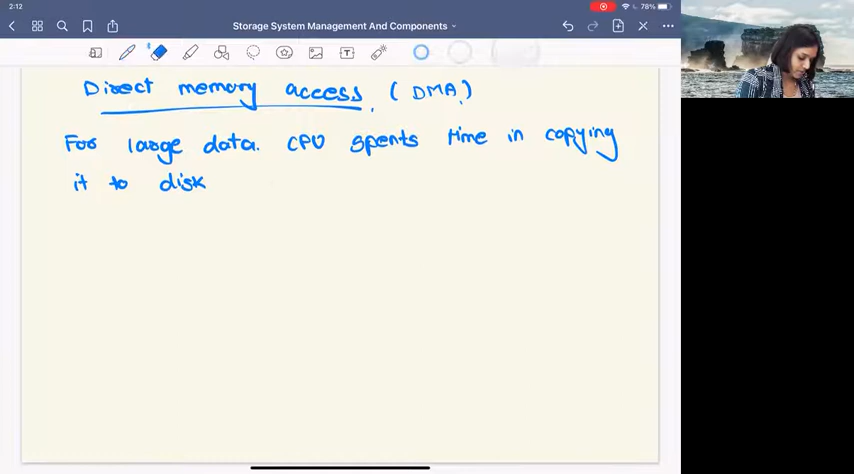 2:12
78%
Storage System Management And Components
Direct memory access, (DMA)
For large data. CPU spents time in copying
it to disk